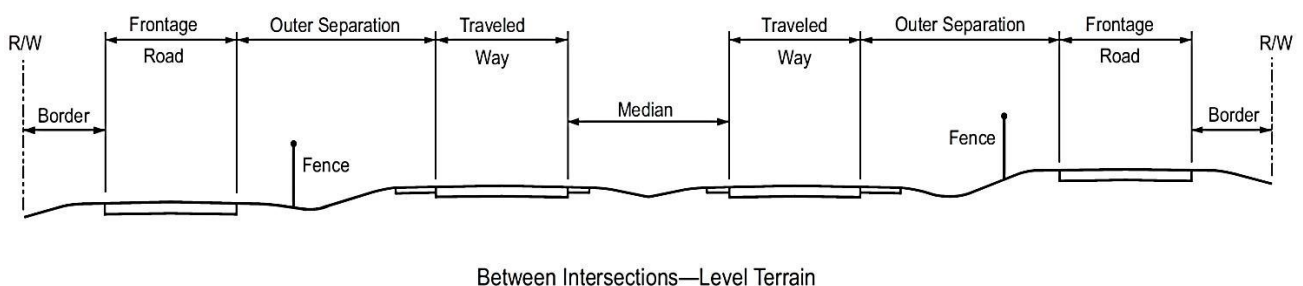 R/W
Frontage
Road
Outer Separation
Traveled
Way
Traveled
Way
Outer Separation
Frontage
Road
R/W
Border
Median
Border
Fence
Fence
Between Intersections—Level Terrain